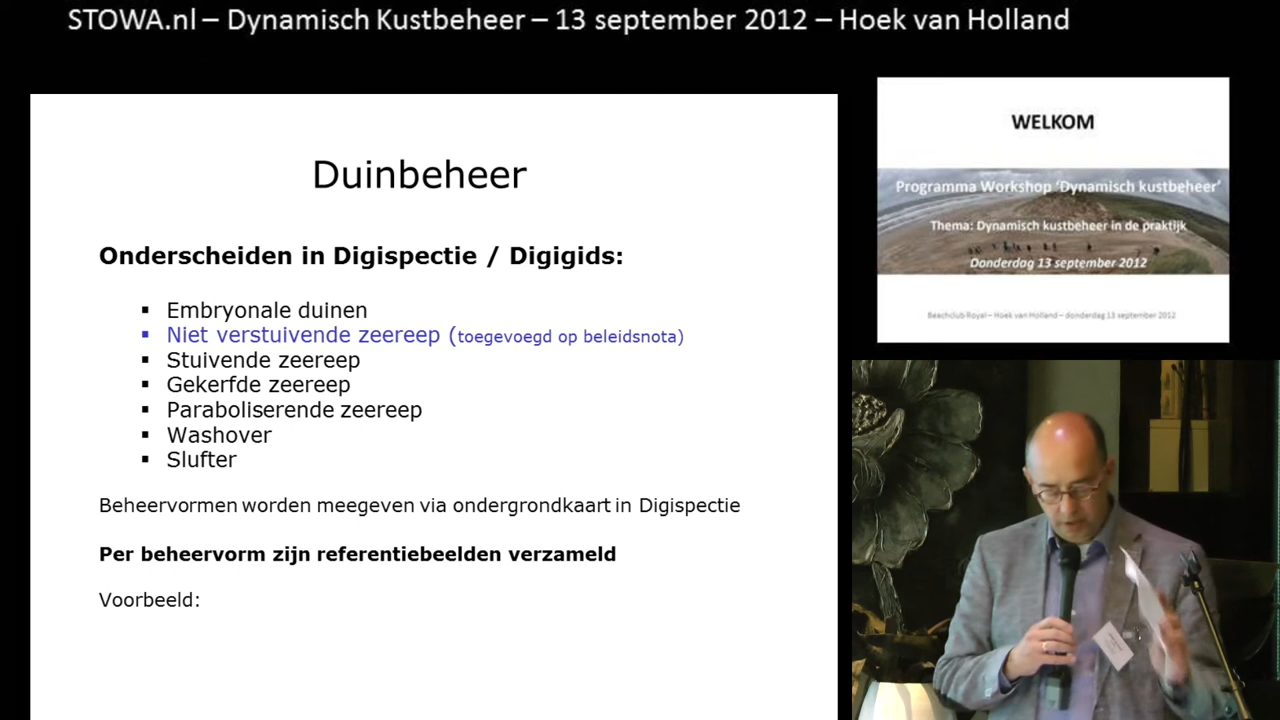 STOWA.nl – Dynamisch Kustbeheer – 13 september 2012 – Hoek van Holland
Duinbeheer
Onderscheiden in Digispectie / Digigids:
▪ Embryonale duinen
▪ Niet verstuivende zeereep (toegevoegd op beleidsnota)
▪ Stuivende zeereep
▪ Gekerfde zeereep
▪ Paraboliserende zeereep
▪ Washover
▪ Slufter
Beheervormen worden meegeven via ondergrondkaart in Digispectie
Per beheervorm zijn referentiebeelden verzameld
Voorbeeld:
WELKOM
Programma Workshop ‘Dynamisch kustbeheer’
Thema: Dynamisch kustbeheer in de praktijk
Donderdag 13 september 2012
Beachclub Royal – Hoek van Holland – donderdag 13 september 2012